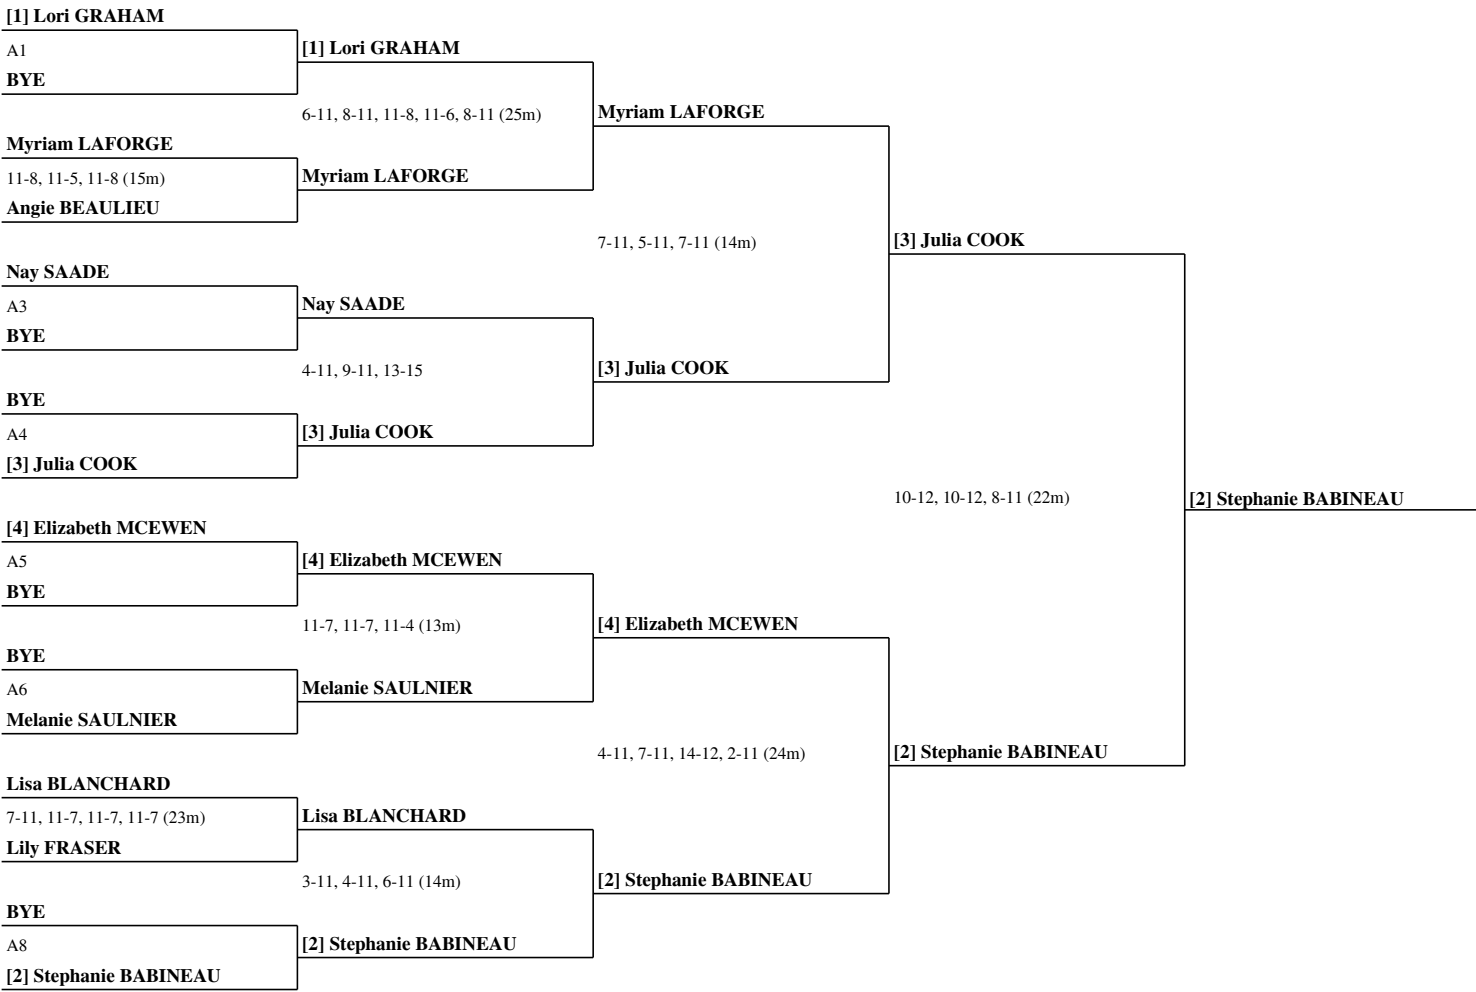 [1] Lori GRAHAM
A1
BYE
Myriam LAFORGE
11-8, 11-5, 11-8 (15m)
Angie BEAULIEU
Nay SAADE
A3
BYE
BYE
A4
[3] Julia COOK
[4] Elizabeth MCEWEN
A5
BYE
BYE
A6
Melanie SAULNIER
Lisa BLANCHARD
7-11, 11-7, 11-7, 11-7 (23m)
Lily FRASER
BYE
A8
[2] Stephanie BABINEAU
[1] Lori GRAHAM
6-11, 8-11, 11-8, 11-6, 8-11 (25m)
Myriam LAFORGE
Nay SAADE
4-11, 9-11, 13-15
[3] Julia COOK
[4] Elizabeth MCEWEN
11-7, 11-7, 11-4 (13m)
Melanie SAULNIER
Lisa BLANCHARD
3-11, 4-11, 6-11 (14m)
[2] Stephanie BABINEAU
Myriam LAFORGE
7-11, 5-11, 7-11 (14m)
[3] Julia COOK
[4] Elizabeth MCEWEN
4-11, 7-11, 14-12, 2-11 (24m)
[2] Stephanie BABINEAU
[3] Julia COOK
10-12, 10-12, 8-11 (22m)
[2] Stephanie BABINEAU
[2] Stephanie BABINEAU